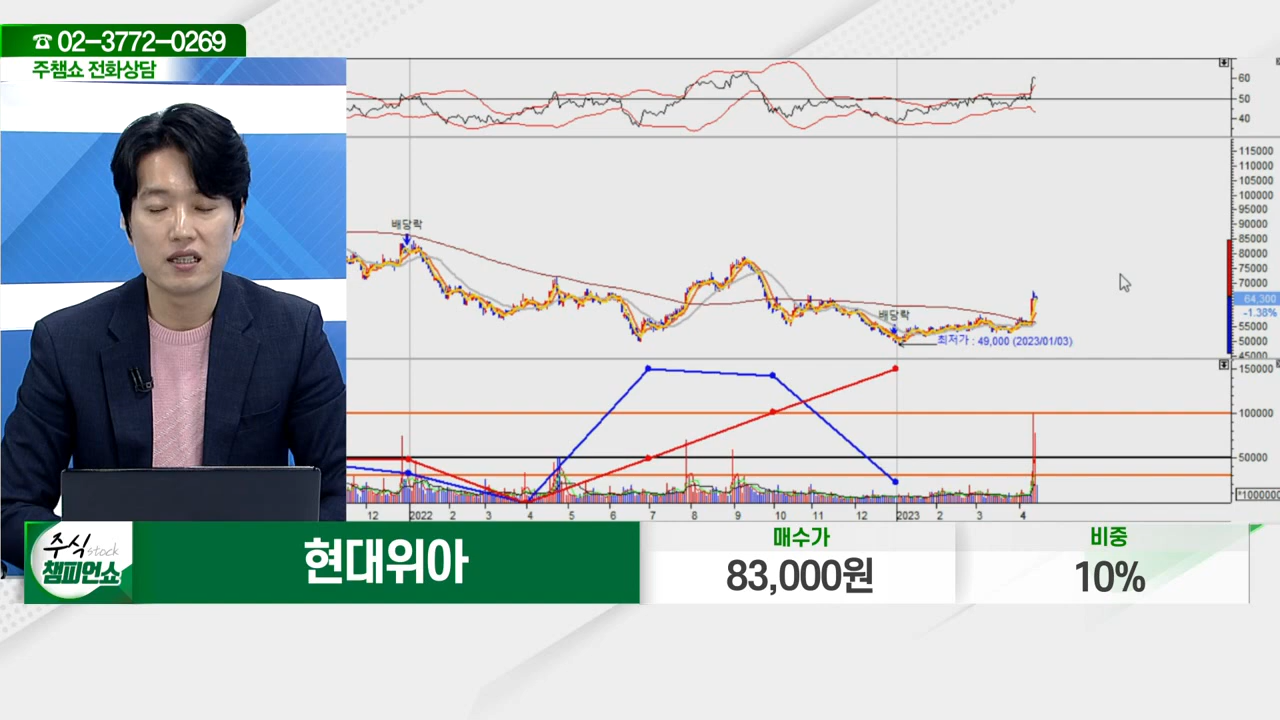 ☎ 02-3772-0269
주챔쇼 전화상담
60
50
40
115000
110000
105000
100000
95000
90000
85000
80000
75000
70000
64,300
-1.38%
55000
50000
45000
배당락
배당락
최저가 : 49,000 (2023/01/03)
150000
100000
50000
*1000000
12 2022 2 3 4 5 6 7 8 9 10 11 12 2023 2 3 4
주식 stock
챔피언쇼
현대위아
매수가
83,000원
비중
10%